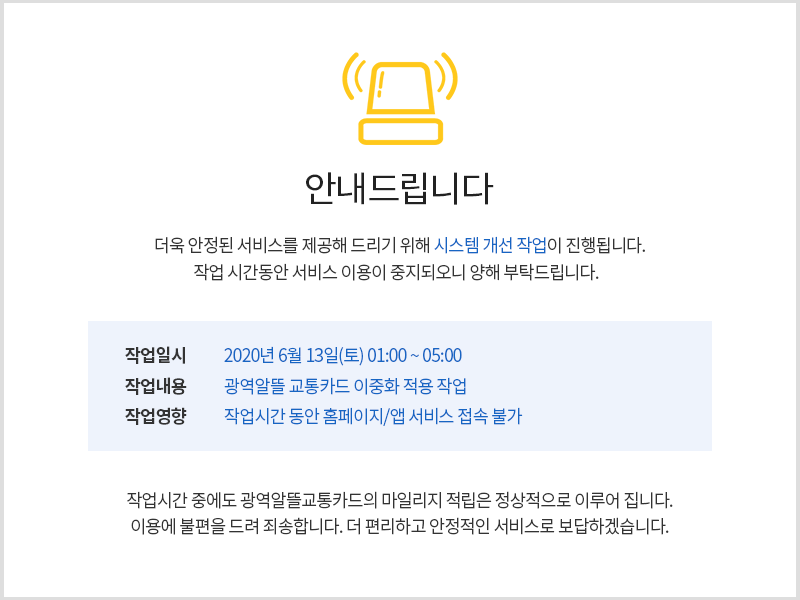 안내드립니다
더욱 안정된 서비스를 제공해 드리기 위해 시스템 개선 작업이 진행됩니다.
작업 시간동안 서비스 이용이 중지되오니 양해 부탁드립니다.
작업일시 2020년 6월 13일(토) 01:00 ~ 05:00
작업내용 광역알뜰 교통카드 이중화 적용 작업
작업영향 작업시간 동안 홈페이지/앱 서비스 접속 불가
작업시간 중에도 광역알뜰교통카드의 마일리지 적립은 정상적으로 이루어 집니다.
이용에 불편을 드려 죄송합니다. 더 편리하고 안정적인 서비스로 보답하겠습니다.